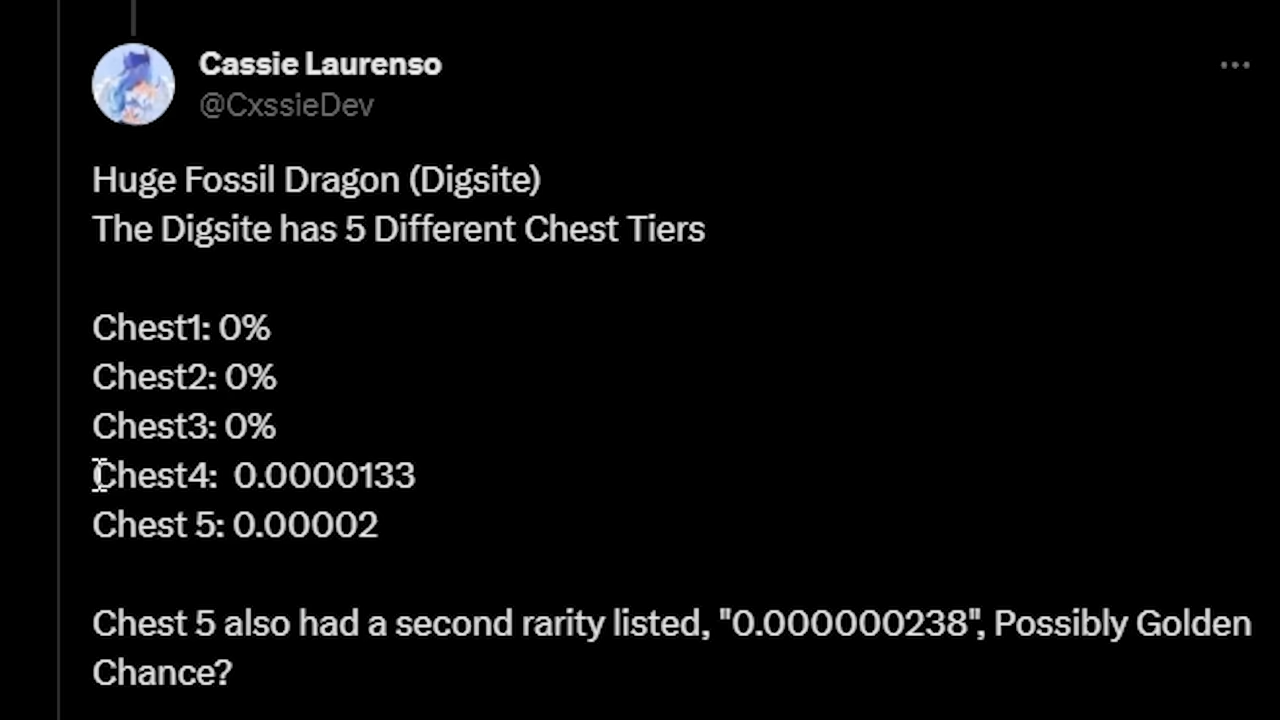 Cassie Laurenso
@CxssieDev
Huge Fossil Dragon (Digsite)
The Digsite has 5 Different Chest Tiers
Chest1: 0%
Chest2: 0%
Chest3: 0%
Chest4:  0.0000133
Chest 5: 0.00002
Chest 5 also had a second rarity listed, "0.000000238", Possibly Golden
Chance?